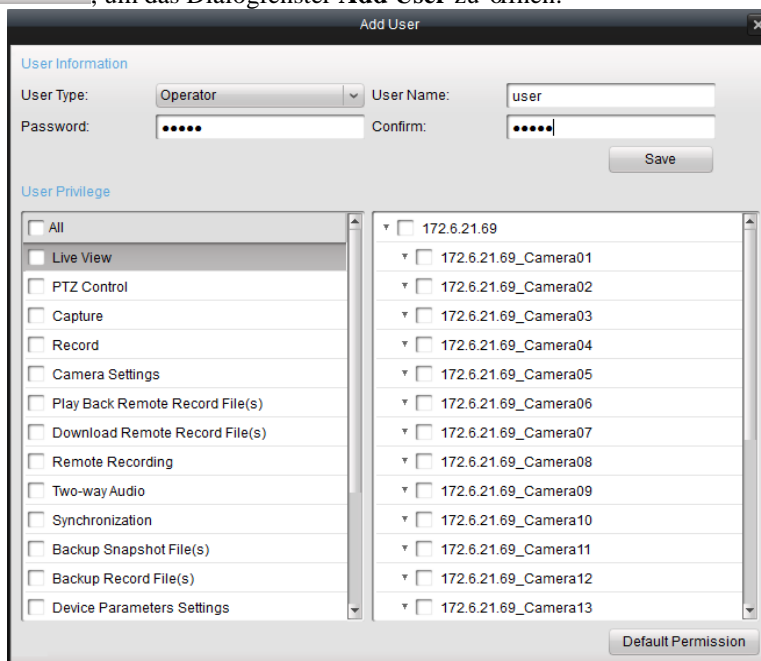 , um das Dialogfenster Add User zu öffnen.
Add User
User Information
User Type: Operator User Name: user
Password: ●●●●● Confirm: ●●●●●
Save
User Privilege
All
Live View
PTZ Control
Capture
Record
Camera Settings
Play Back Remote Record File(s)
Download Remote Record File(s)
Remote Recording
Two-way Audio
Synchronization
Backup Snapshot File(s)
Backup Record File(s)
Device Parameters Settings
172.6.21.69
172.6.21.69_Camera01
172.6.21.69_Camera02
172.6.21.69_Camera03
172.6.21.69_Camera04
172.6.21.69_Camera05
172.6.21.69_Camera06
172.6.21.69_Camera07
172.6.21.69_Camera08
172.6.21.69_Camera09
172.6.21.69_Camera10
172.6.21.69_Camera11
172.6.21.69_Camera12
172.6.21.69_Camera13
Default Permission